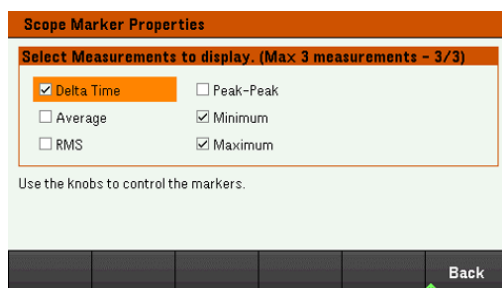 Scope Marker Properties
Select Measurements to display. (Max 3 measurements - 3/3)
Delta Time
Peak-Peak
Average
Minimum
RMS
Maximum
Use the knobs to control the markers.
Back